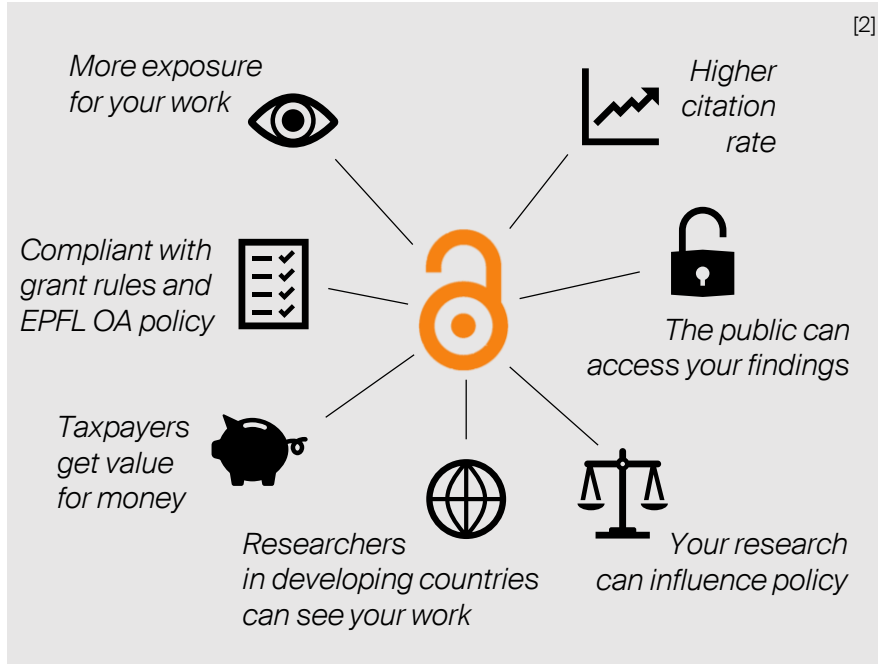 [2]
More exposure
for your work
Higher
citation
rate
Compliant with
grant rules and
EPFL OA policy
The public can
access your findings
Taxpayers
get value
for money
Researchers
in developing countries
can see your work
Your research
can influence policy